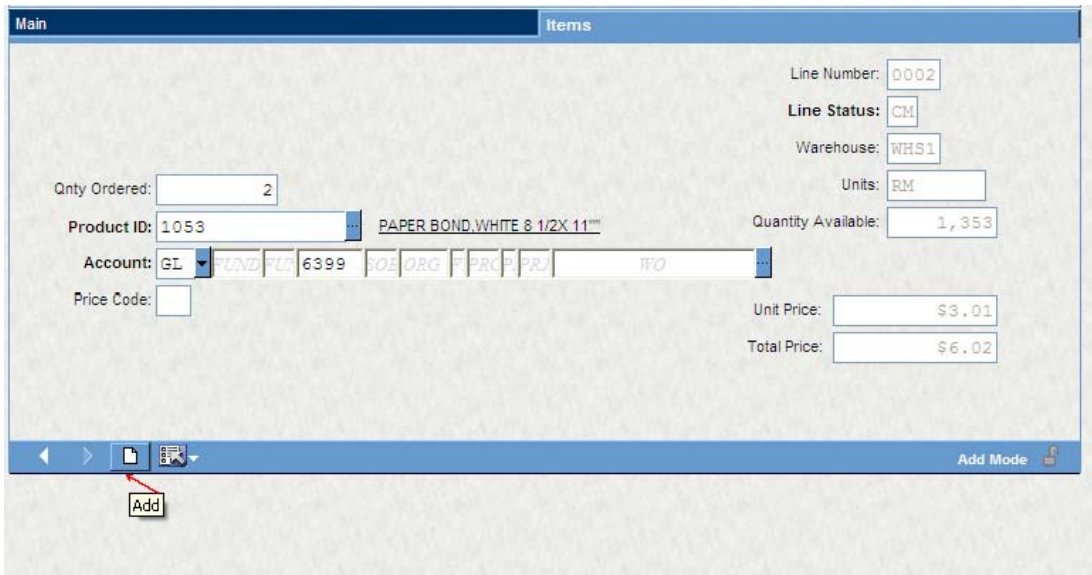 Main Items
Line Number: 0002
Line Status: CM
Warehouse: WHS1
Qnty Ordered: 2 Units: RM
Product ID: 1053 ... PAPER BOND,WHITE 8 1/2X 11"" Quantity Available: 1,353
Account: GL FUND FU 6399 ORG F PRJ WO ...
Price Code: Unit Price: $3.01
Total Price: $6.02
Add Mode
Add